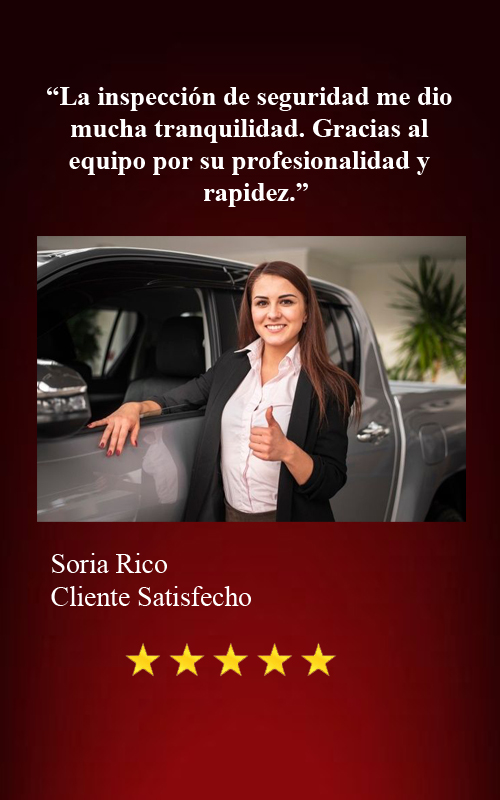 “La inspección de seguridad me dio
mucha tranquilidad. Gracias al
equipo por su profesionalidad y
rapidez.”
Soria Rico
Cliente Satisfecho